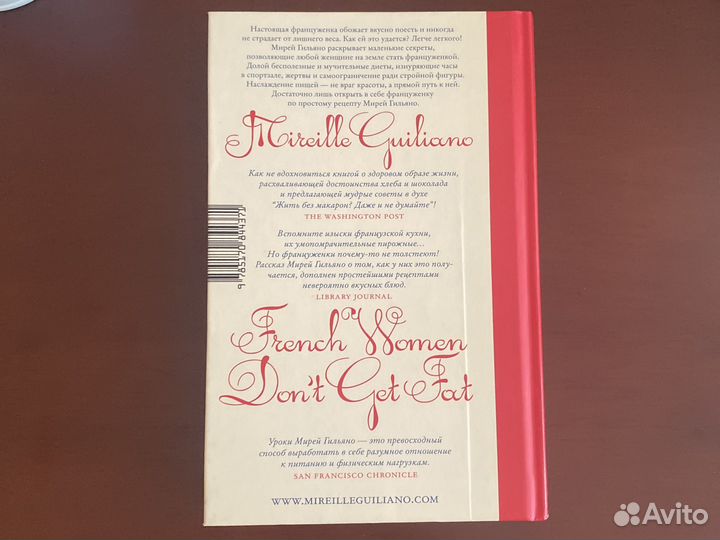 Настоящая француженка обожает вкусно поесть и никогда
не страдает от лишнего веса. Как ей это удается? Легче легкого!
Мирей Гильяно раскрывает маленькие секреты,
позволяющие любой женщине на земле стать француженкой.
Долой бесполезные и мучительные диеты, изнуряющие часы
в спортзале, жертвы и самоограничение ради стройной фигуры.
Наслаждение пищей — не враг красоты, а прямой путь к ней.
Достаточно лишь открыть в себе француженку
по простому рецепту Мирей Гильяно.
Mireille Guiliano
Как не вдохновиться книгой о здоровом образе жизни,
расхваливающей достоинства хлеба и шоколада
и предлагающей мудрые советы в духе
"Жить без макарон? Даже и не думайте"!
THE WASHINGTON POST
Вспомните изыски французской кухни,
их умопомрачительные пирожные...
Но француженки почему-то не толстеют!
Рассказ Мирей Гильяно о том, как у них это полу-
чается, дополнен простейшими рецептами
невероятно вкусных блюд.
LIBRARY JOURNAL
9 785170 844371
French Women
Don't Get Fat
Уроки Мирей Гильяно — это превосходный
способ выработать в себе разумное отношение
к питанию и физическим нагрузкам.
SAN FRANCISCO CHRONICLE
WWW.MIREILLEGUILIANO.COM
Avito